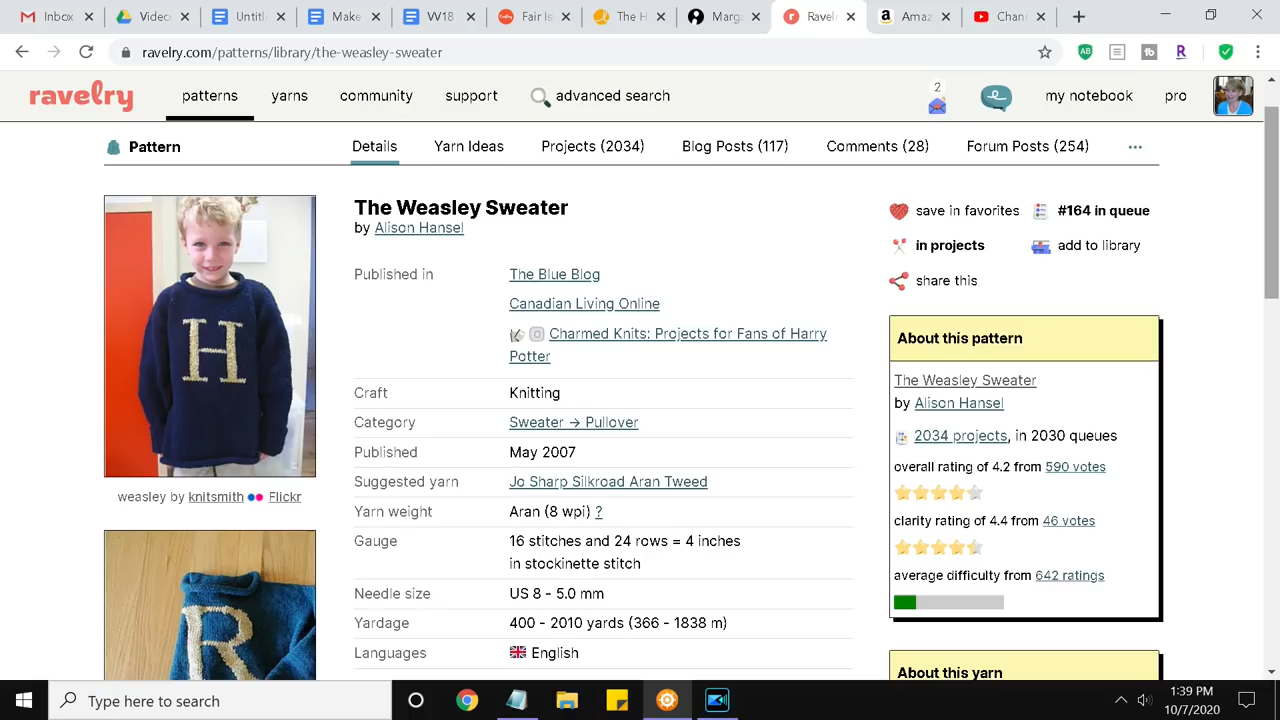 Inbox
Video
Untitl
Make
W18
Fair Is
The H
Marg
Ravel
Amaz
Chan
ravelry.com/patterns/library/the-weasley-sweater
ravelry
patterns
yarns
community
support
advanced search
2
my notebook
pro
Pattern
Details
Yarn Ideas
Projects (2034)
Blog Posts (117)
Comments (28)
Forum Posts (254)
The Weasley Sweater
by Alison Hansel
Published in The Blue Blog
Canadian Living Online
Charmed Knits: Projects for Fans of Harry
Potter
Craft Knitting
Category Sweater → Pullover
Published May 2007
Suggested yarn Jo Sharp Silkroad Aran Tweed
Yarn weight Aran (8 wpi) ?
Gauge 16 stitches and 24 rows = 4 inches
in stockinette stitch
Needle size US 8 - 5.0 mm
Yardage 400 - 2010 yards (366 - 1838 m)
Languages English
H
weasley by knitsmith Flickr
R
save in favorites
#164 in queue
in projects
add to library
share this
About this pattern
The Weasley Sweater
by Alison Hansel
2034 projects, in 2030 queues
overall rating of 4.2 from 590 votes
clarity rating of 4.4 from 46 votes
average difficulty from 642 ratings
About this yarn
Type here to search
1:39 PM
10/7/2020